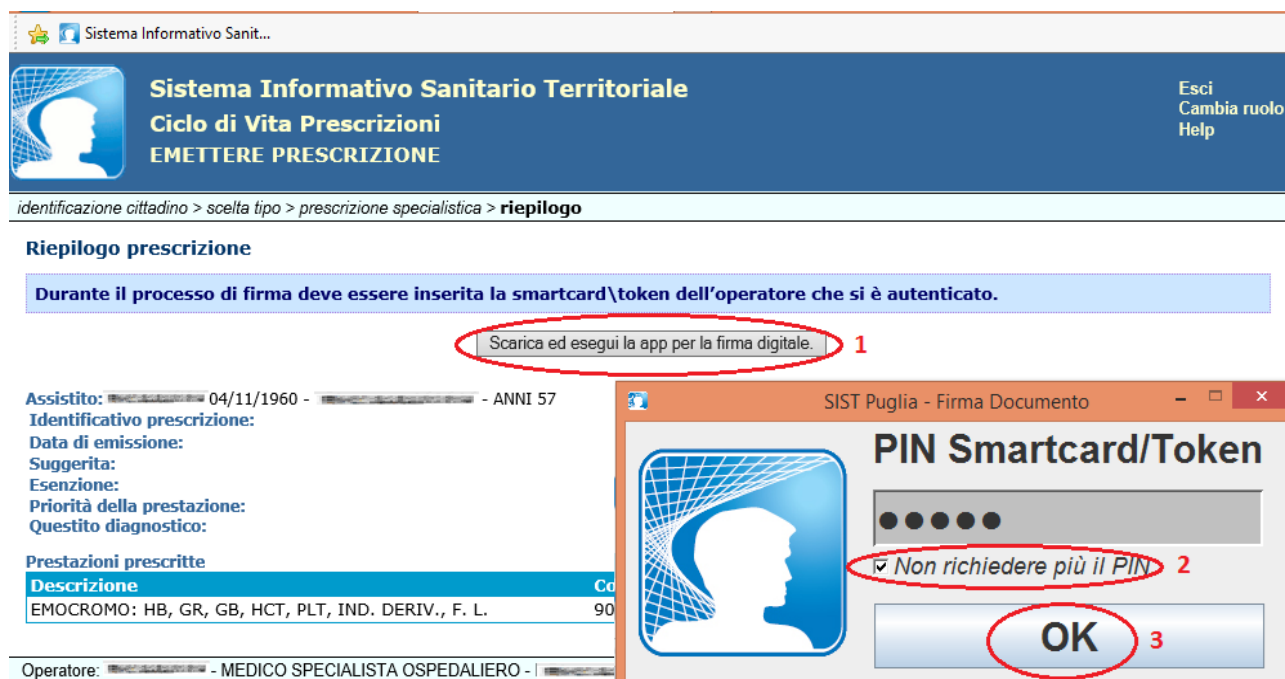 Sistema Informativo Sanit...
Sistema Informativo Sanitario Territoriale
Ciclo di Vita Prescrizioni
EMETTERE PRESCRIZIONE
Esci
Cambia ruolo
Help
identificazione cittadino > scelta tipo > prescrizione specialistica > riepilogo
Riepilogo prescrizione
Durante il processo di firma deve essere inserita la smartcard\token dell'operatore che si è autenticato.
Scarica ed esegui la app per la firma digitale. 1
Assistito: 04/11/1960 - - ANNI 57
Identificativo prescrizione:
Data di emissione:
Suggerita:
Esenzione:
Priorità della prestazione:
Questito diagnostico:
Prestazioni prescritte
Descrizione Co
EMOCROMO: HB, GR, GB, HCT, PLT, IND. DERIV., F. L. 90
Operatore: - MEDICO SPECIALISTA OSPEDALIERO -
SIST Puglia - Firma Documento
PIN Smartcard/Token
Non richiedere più il PIN 2
OK 3